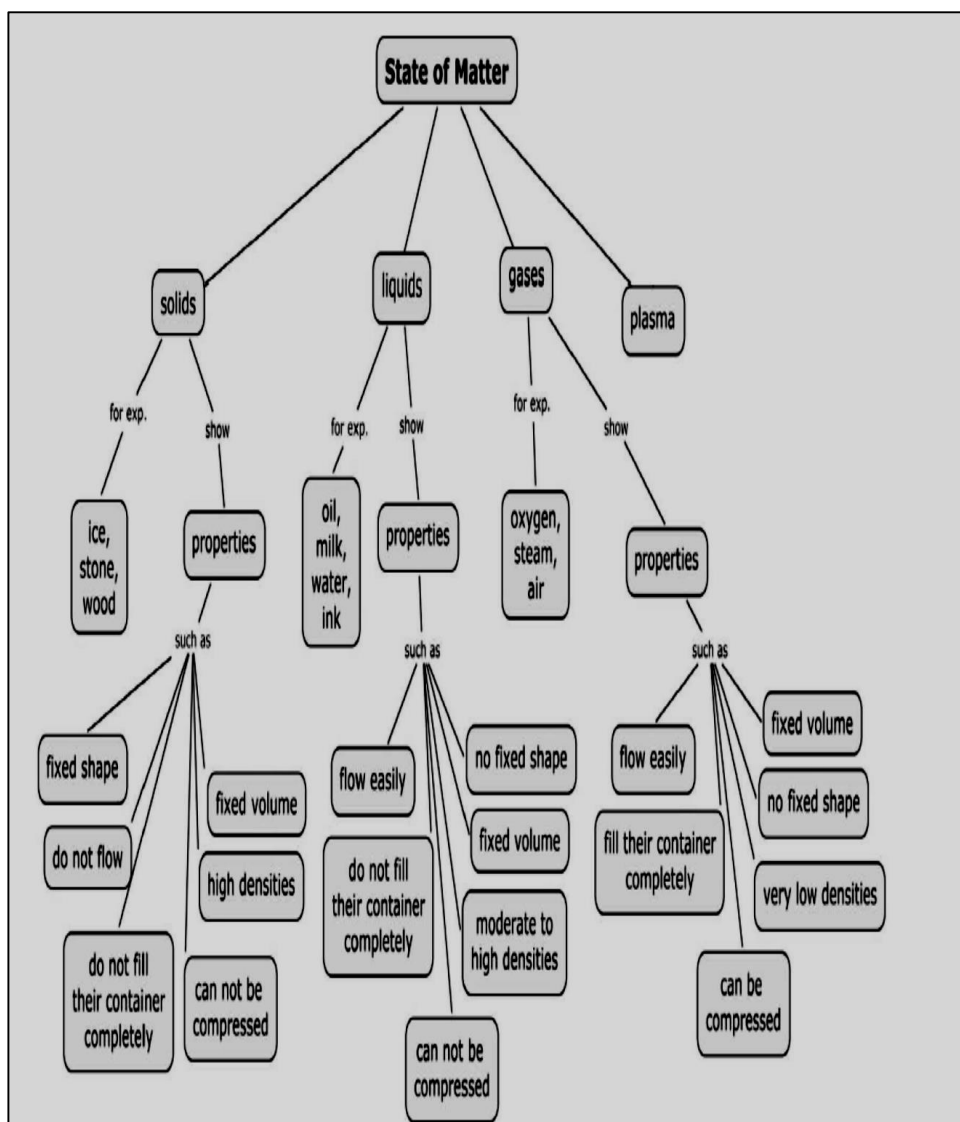 State of Matter
solids
liquids
gases
plasma
for exp.
show
for exp.
show
for exp.
show
ice,
stone,
wood
properties
oil,
milk,
water,
ink
properties
oxygen,
steam,
air
properties
such as
such as
such as
fixed shape
do not flow
do not fill
their container
completely
can not be
compressed
high densities
fixed volume
flow easily
do not fill
their container
completely
can not be
compressed
moderate to
high densities
fixed volume
no fixed shape
flow easily
fill their container
completely
can be
compressed
very low densities
no fixed shape
fixed volume